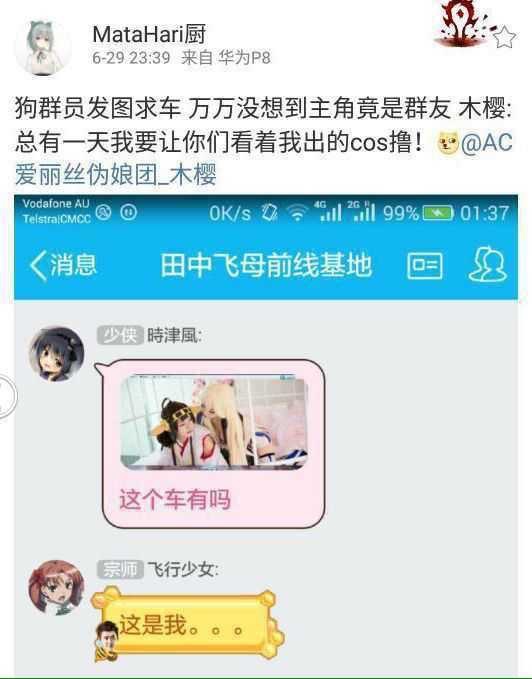 MataHari厨
6-29 23:39 来自 华为P8
狗群员发图求车 万万没想到主角竟是群友 木樱:
总有一天我要让你们看着我出的cos撸！@AC
爱丽丝伪娘团_木樱
Vodafone AU
Telstra|CMCC
0K/s 4G 2G R 99% 01:37
消息
田中飞母前线基地
少侠 時津風:
这个车有吗
宗师 飞行少女:
这是我。。。